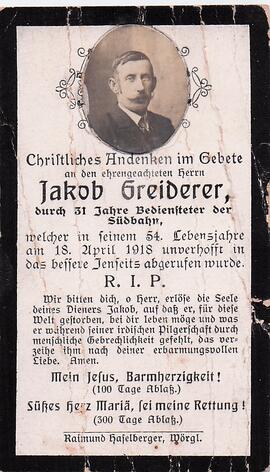 Christliches Andenken im Gebete
an den ehrengeachteten Herrn
Jakob Greiderer,
durch 31 Jahre Bediensteter der
Südbahn,
welcher in seinem 54. Lebensjahre
am 18. April 1918 unverhofft in
das bessere Jenseits abgerufen wurde.
R. I. P.
Wir bitten dich, o Herr, erlöse die Seele
deines Dieners Jakob, auf daß er, für diese
Welt gestorben, bei dir lebe möge und was
er während seiner irdischen Pilgerschaft durch
menschliche Gebrechlichkeit gefehlt, das ver-
zeihe ihm nach deiner erbarmungsvollen
Liebe. Amen.
Mein Jesus, Barmherzigkeit!
(100 Tage Ablaß.)
Süßes Herz Mariä, sei meine Rettung!
(300 Tage Ablaß.)
Raimund Haselberger, Wörgl.